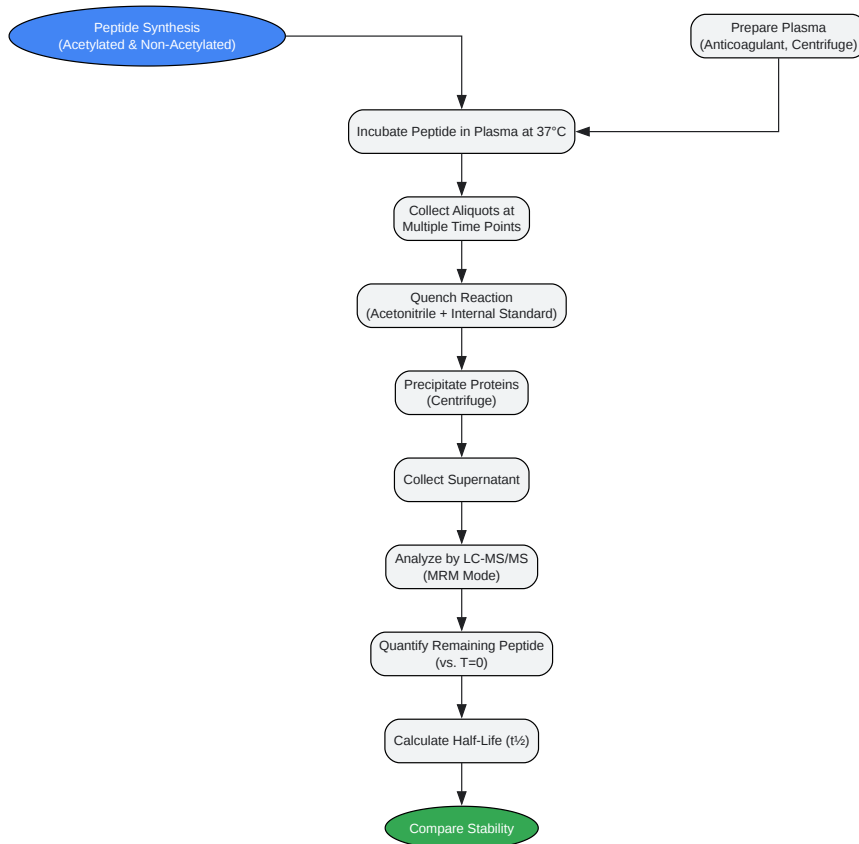 Peptide Synthesis
(Acetylated & Non-Acetylated)
Prepare Plasma
(Anticoagulant, Centrifuge)
Incubate Peptide in Plasma at 37°C
Collect Aliquots at
Multiple Time Points
Quench Reaction
(Acetonitrile + Internal Standard)
Precipitate Proteins
(Centrifuge)
Collect Supernatant
Analyze by LC-MS/MS
(MRM Mode)
Quantify Remaining Peptide
(vs. T=0)
Calculate Half-Life (t½)
Compare Stability